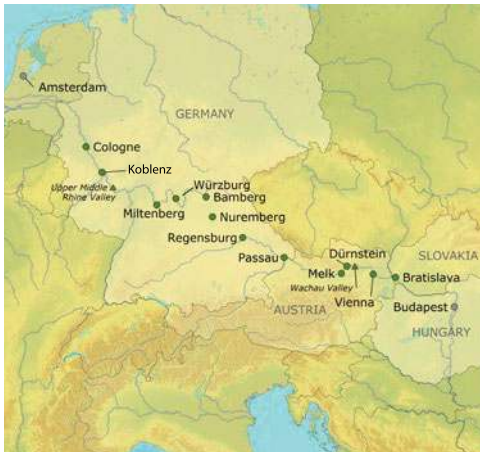 Amsterdam
GERMANY
Cologne
Koblenz
Upper Middle
Rhine Valley
Würzburg
Bamberg
Miltenberg
Nuremberg
Regensburg
Passau
Dürnstein
SLOVAKIA
Melk
Bratislava
Wachau Valley
Vienna
AUSTRIA
Budapest
HUNGARY